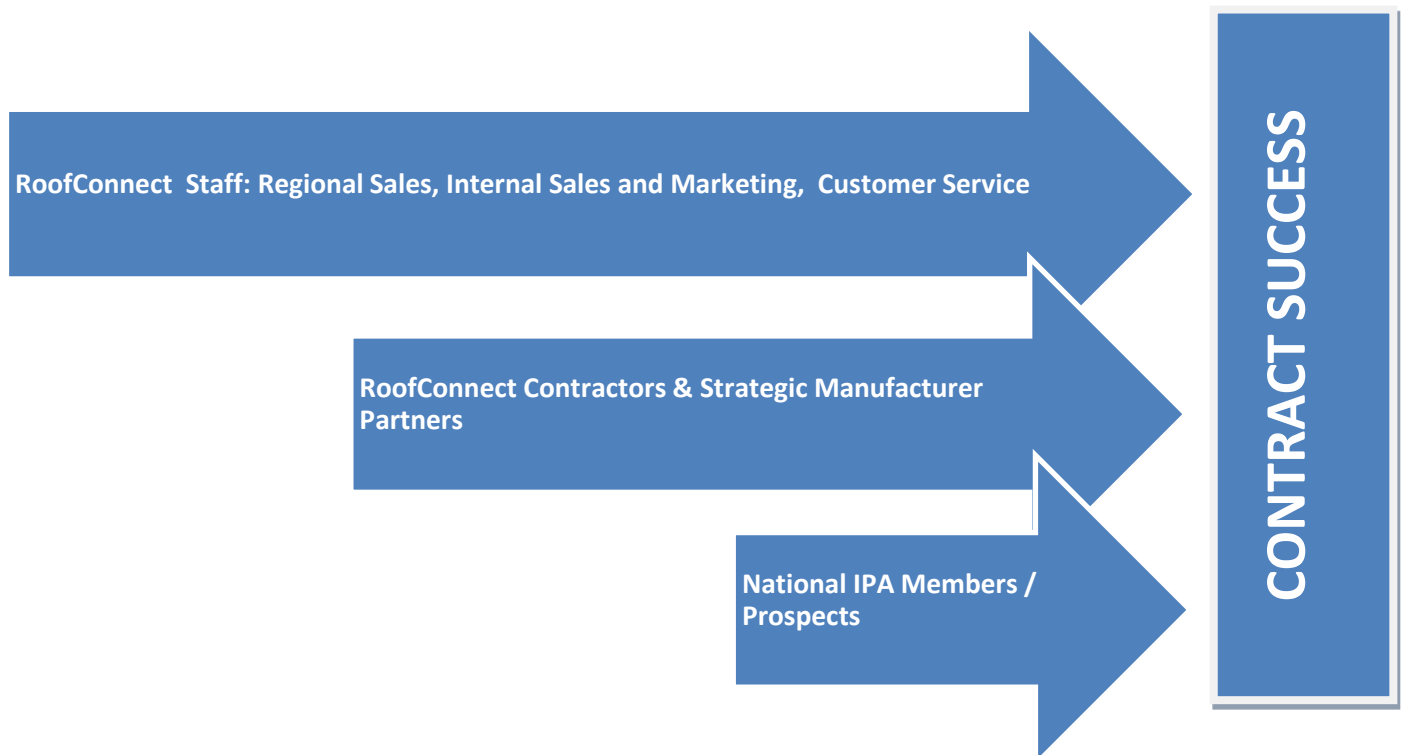 RoofConnect  Staff: Regional Sales, Internal Sales and Marketing,  Customer Service
RoofConnect Contractors & Strategic Manufacturer
Partners
National IPA Members /
Prospects
CONTRACT SUCCESS